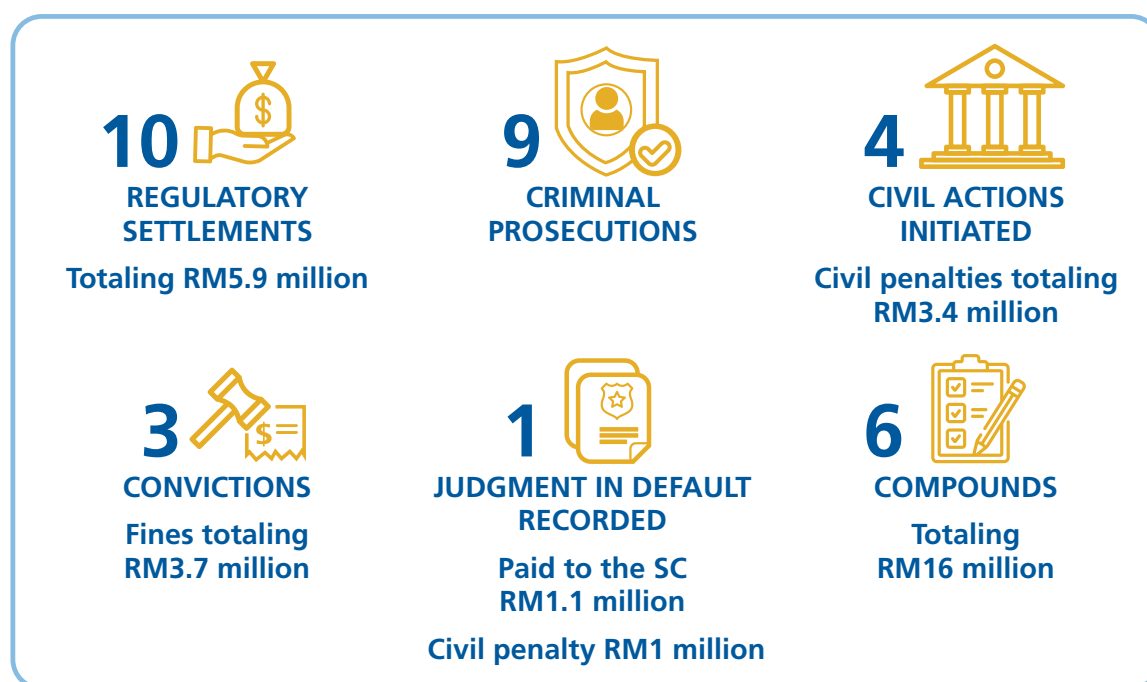 10
REGULATORY
SETTLEMENTS
Totaling RM5.9 million
9
CRIMINAL
PROSECUTIONS
4
CIVIL ACTIONS
INITIATED
Civil penalties totaling
RM3.4 million
3
CONVICTIONS
Fines totaling
RM3.7 million
1
JUDGMENT IN DEFAULT
RECORDED
Paid to the SC
RM1.1 million
Civil penalty RM1 million
6
COMPOUNDS
Totaling
RM16 million